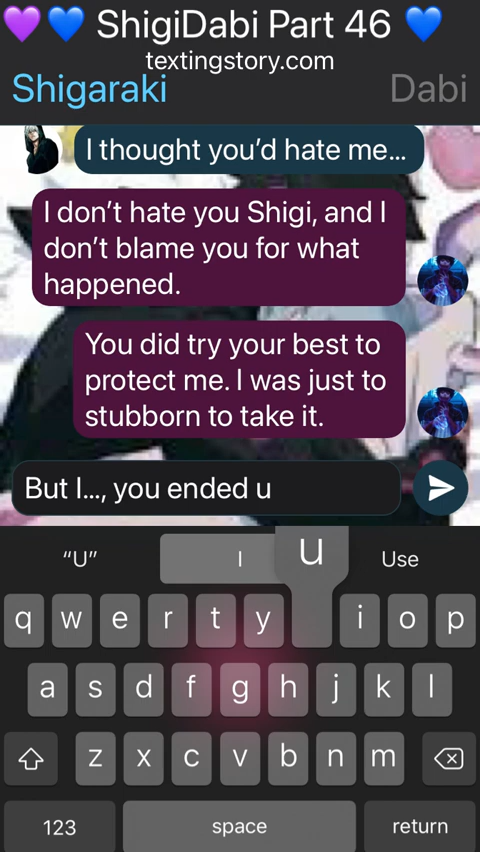 💜💙 ShigiDabi Part 46 💙
textingstory.com
Shigaraki
Dabi
I thought you’d hate me...
I don’t hate you Shigi, and I
don’t blame you for what
happened.
You did try your best to
protect me. I was just to
stubborn to take it.
But I..., you ended u
“U”
I
u
Use
q w e r t y i o p
a s d f g h j k l
z x c v b n m
123
space
return